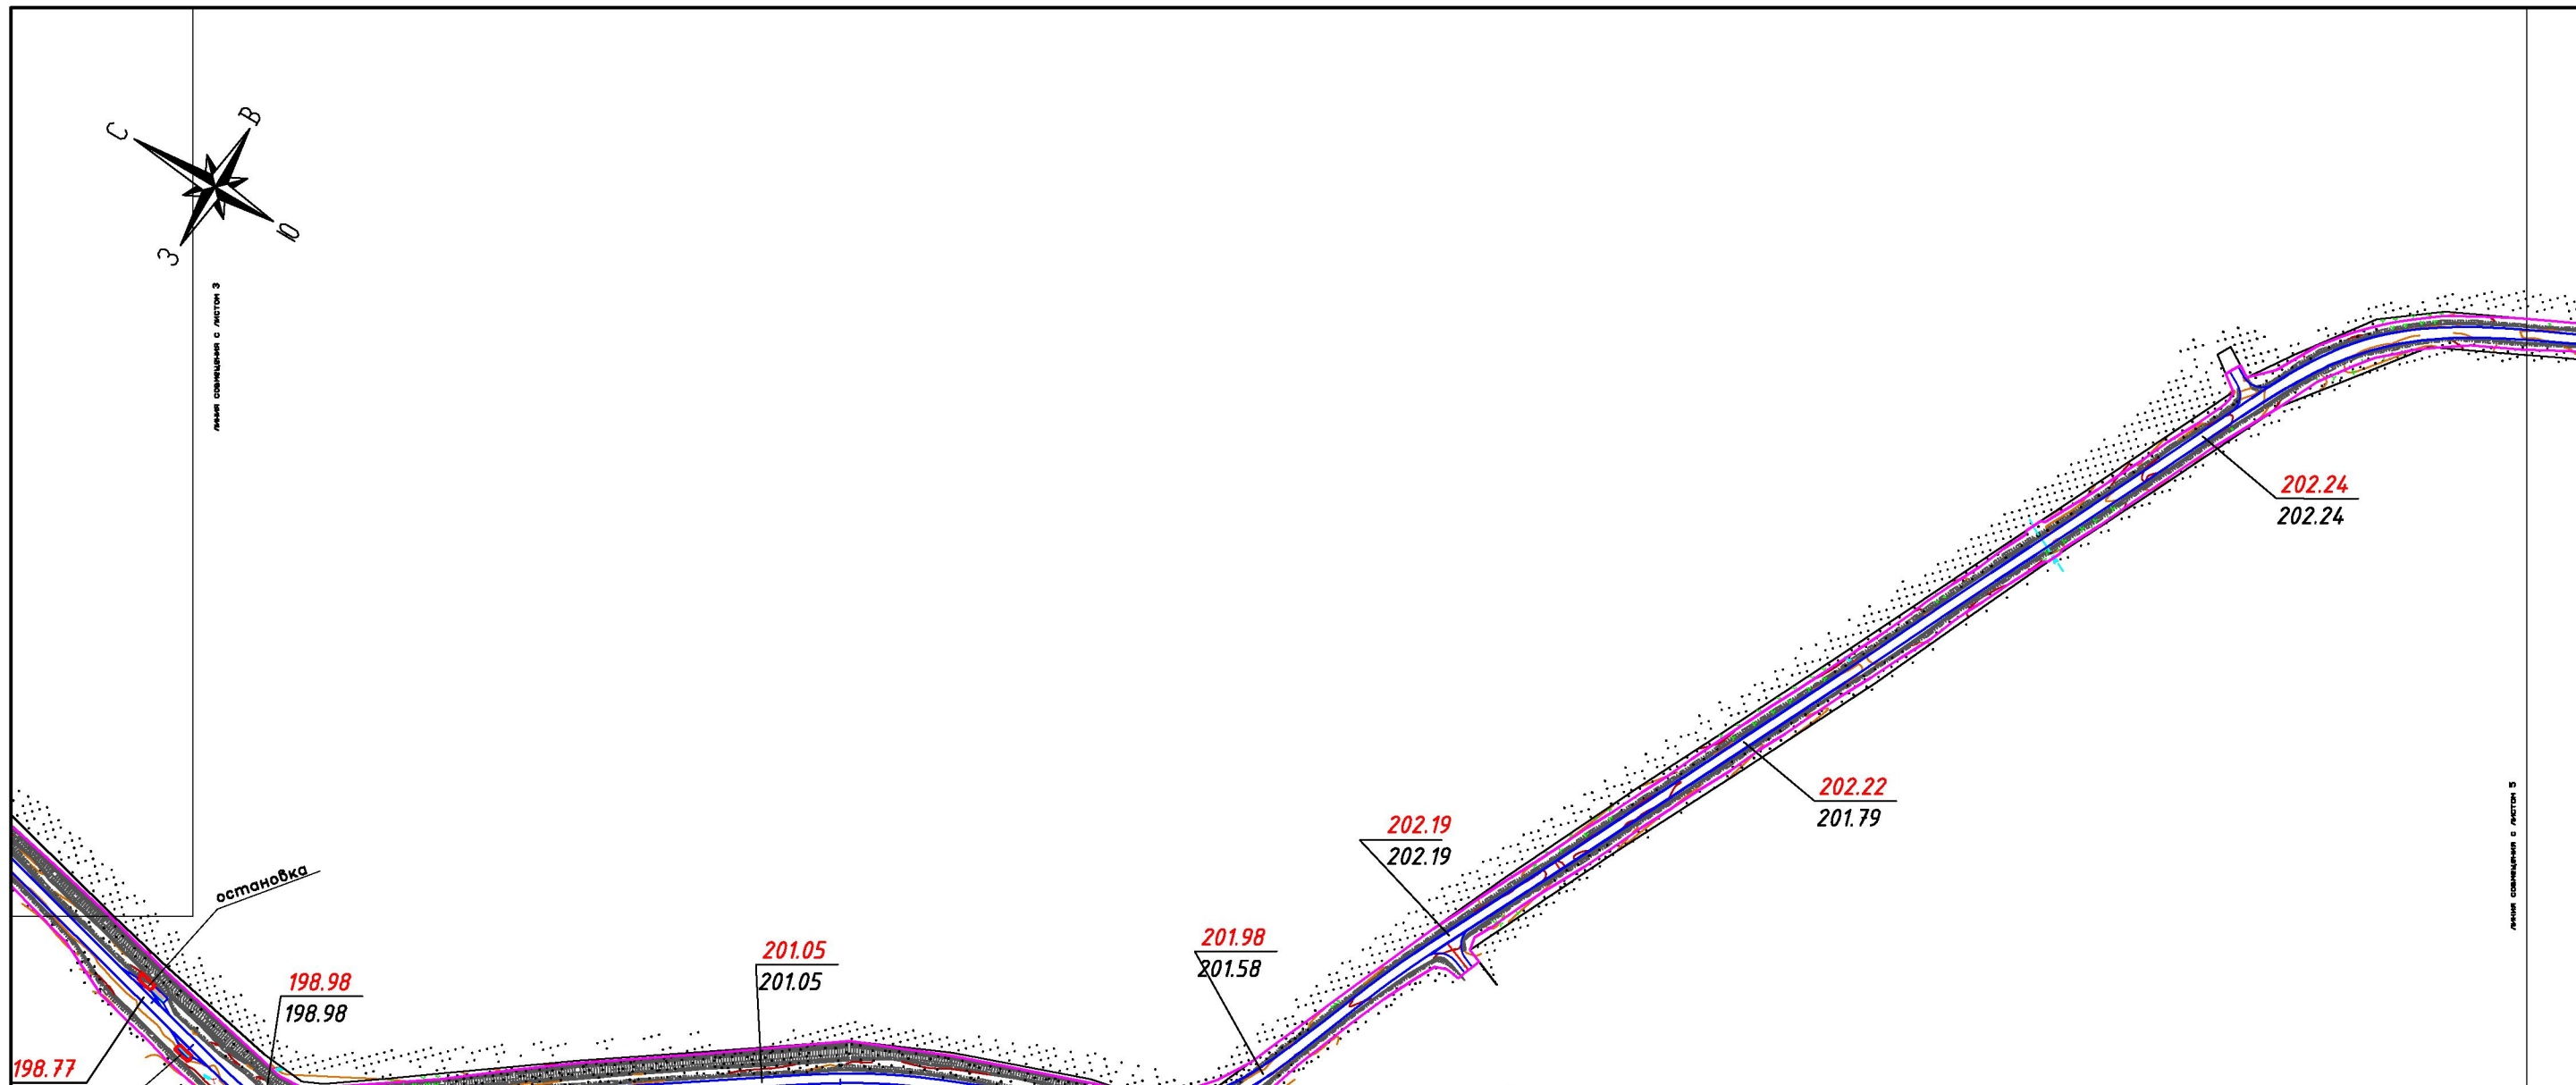 С
В
З
Ю
линия совмещения с листом 3
202.24
202.24
202.22
201.79
202.19
202.19
линия совмещения с листом 5
остановка
201.98
201.58
201.05
201.05
198.98
198.98
198.77